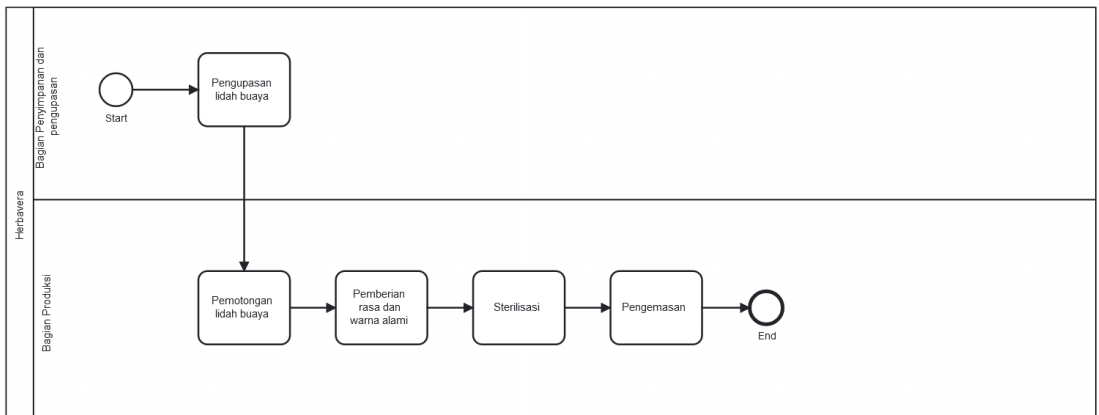 Herbavera
Bagian Penyimpanan dan
pengupasan
Start
Pengupasan
lidah buaya
Bagian Produksi
Pemotongan
lidah buaya
Pemberian
rasa dan
warna alami
Sterilisasi
Pengemasan
End